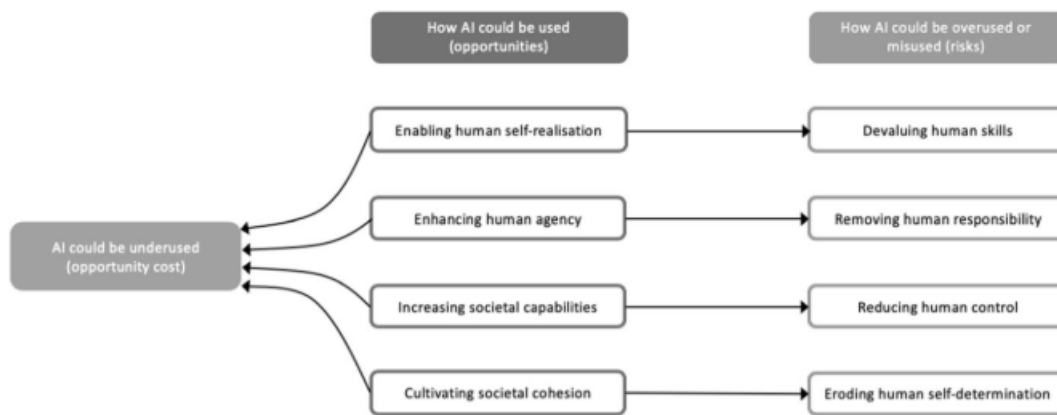 How AI could be used
(opportunities)
How AI could be overused or
misused (risks)
Enabling human self-realisation
Devaluing human skills
Enhancing human agency
Removing human responsibility
AI could be underused
(opportunity cost)
Increasing societal capabilities
Reducing human control
Cultivating societal cohesion
Eroding human self-determination